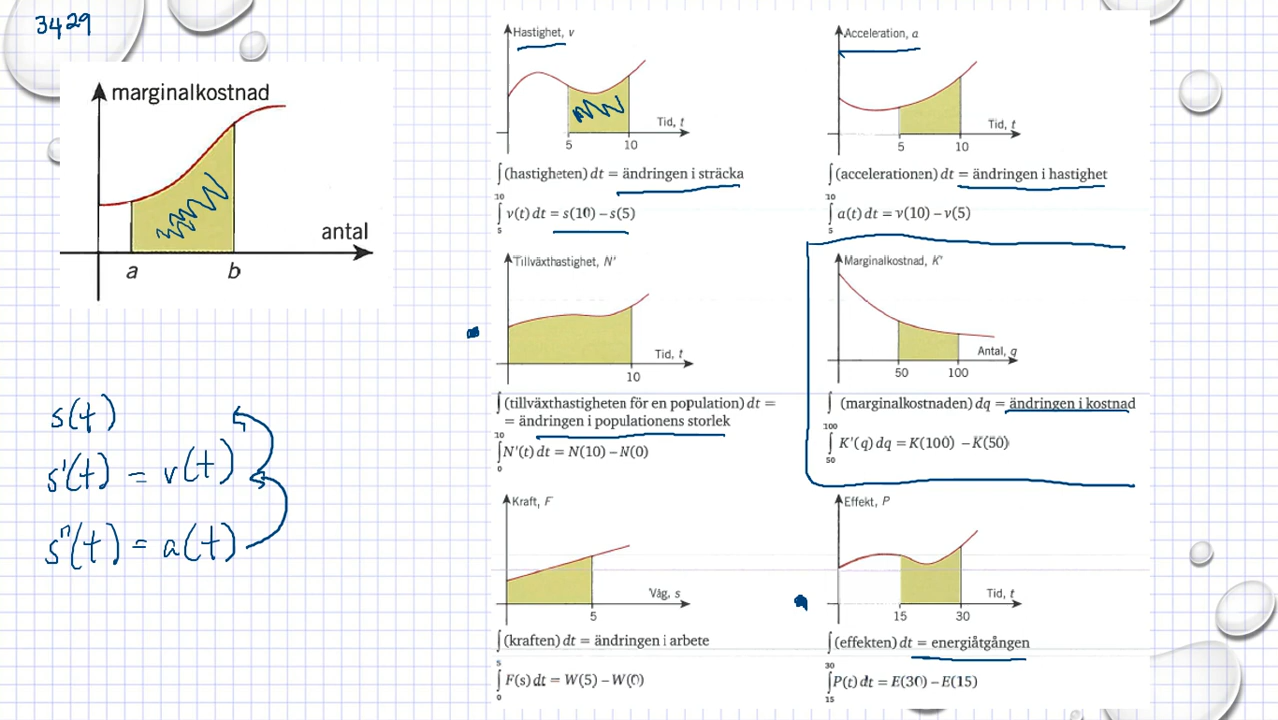 3429
marginalkostnad
antal
a b
s(t)
s'(t) = v(t)
s"(t) = a(t)
Hastighet, v
Tid, t
5 10
∫(hastigheten) dt = ändringen i sträcka
10
∫ v(t) dt = s(10) – s(5)
5
Acceleration, a
Tid, t
5 10
∫(accelerationen) dt = ändringen i hastighet
10
∫ a(t) dt = v(10) – v(5)
5
Tillväxthastighet, N'
Tid, t
10
∫(tillväxthastigheten för en population) dt =
= ändringen i populationens storlek
10
∫N'(t) dt = N(10) – N(0)
0
Marginalkostnad, K'
Antal, q
50 100
∫ (marginalkostnaden) dq = ändringen i kostnad
100
∫ K'(q) dq = K(100) – K(50)
50
Kraft, F
Väg, s
5
∫(kraften) dt = ändringen i arbete
5
∫ F(s) dt = W(5) – W(0)
0
Effekt, P
Tid, t
15 30
∫(effekten) dt = energiåtgången
30
∫P(t) dt = E(30) – E(15)
15